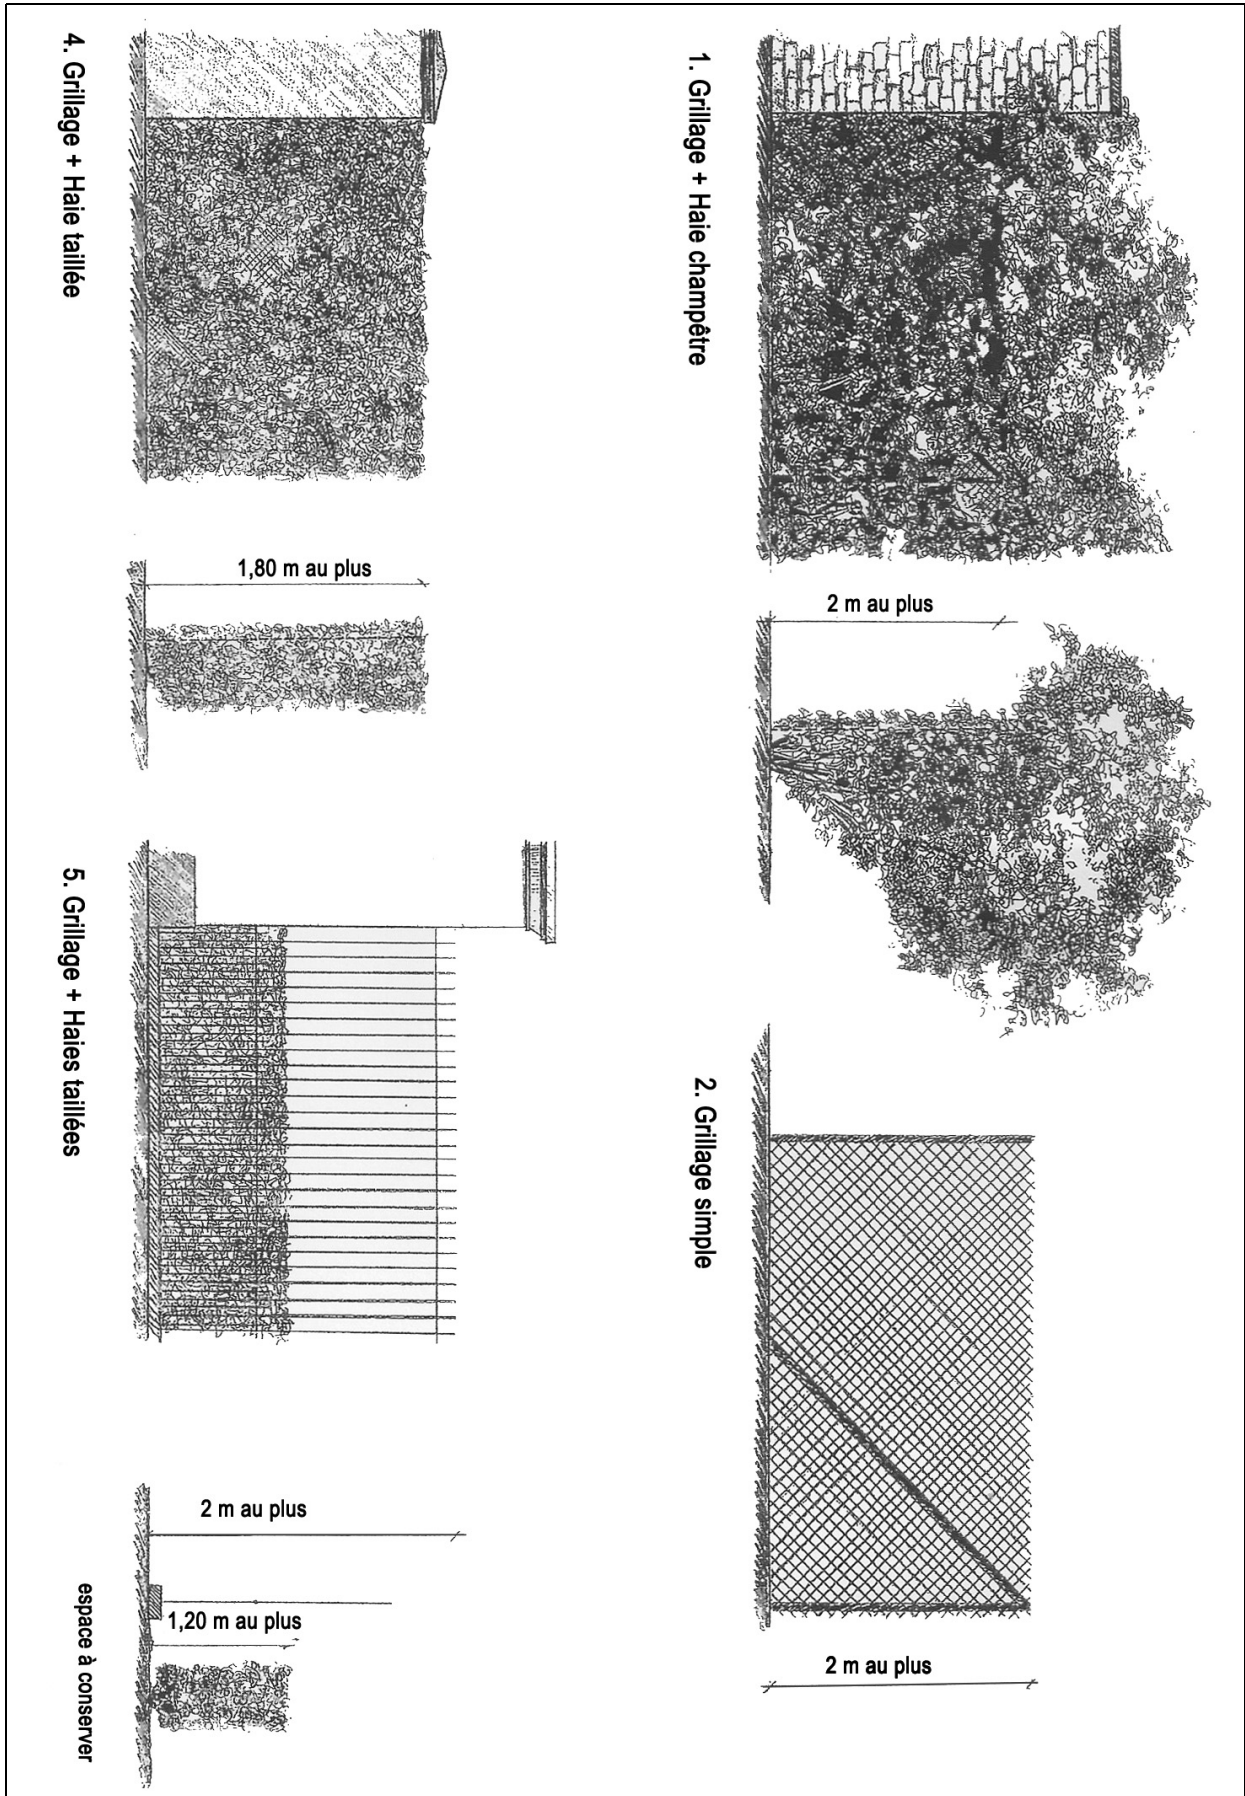 1. Grillage + Haie champêtre
2 m au plus
2. Grillage simple
2 m au plus
4. Grillage + Haie taillée
1,80 m au plus
5. Grillage + Haies taillées
2 m au plus
1,20 m au plus
espace à conserver